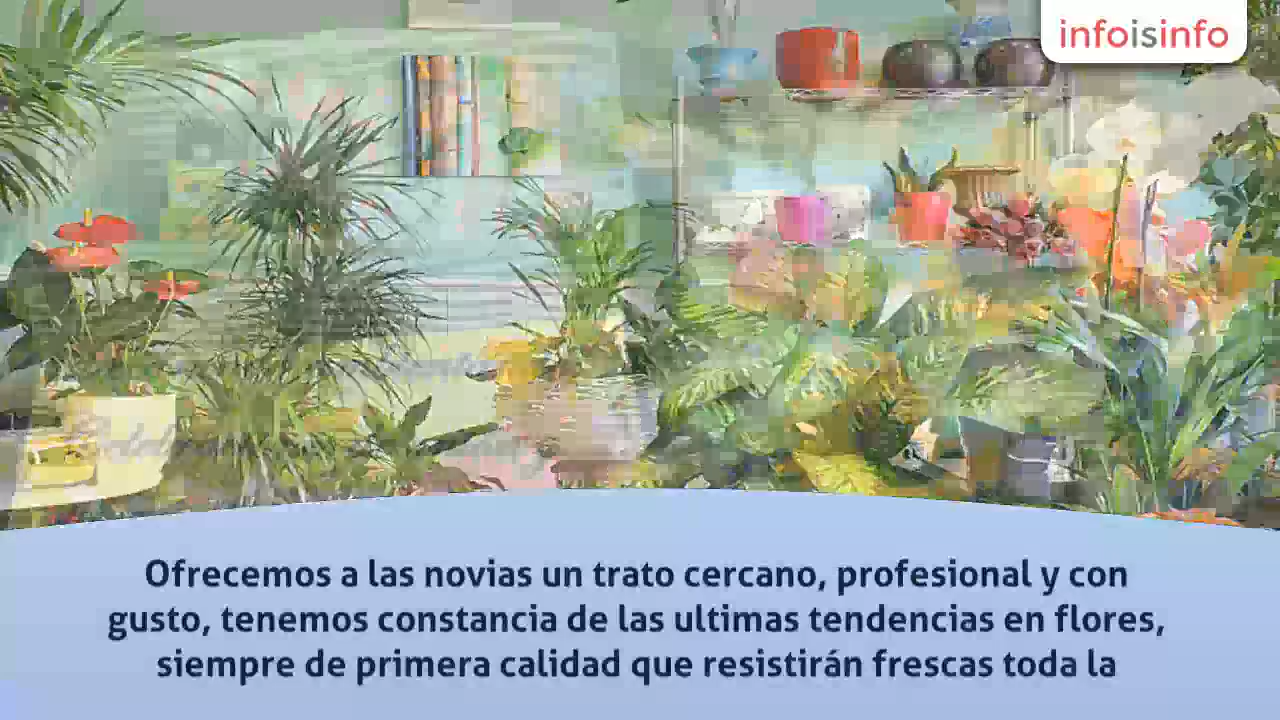 infoisinfo
Ofrecemos a las novias un trato cercano, profesional y con
gusto, tenemos constancia de las ultimas tendencias en flores,
siempre de primera calidad que resistirán frescas toda la